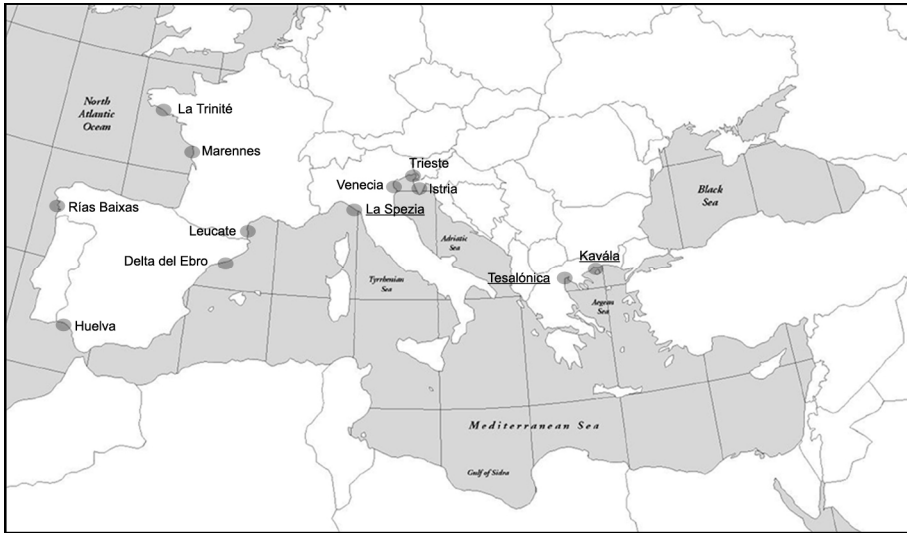 North
Atlantic
Ocean
La Trinité
Marennes
Trieste
Venecia
Istria
Black
Sea
Rías Baixas
La Spezia
Leucate
Adriatic
Sea
Delta del Ebro
Kavála
Tesalónica
Tyrrhenian
Sea
Aegean
Sea
Huelva
Mediterranean Sea
Gulf of Sidra